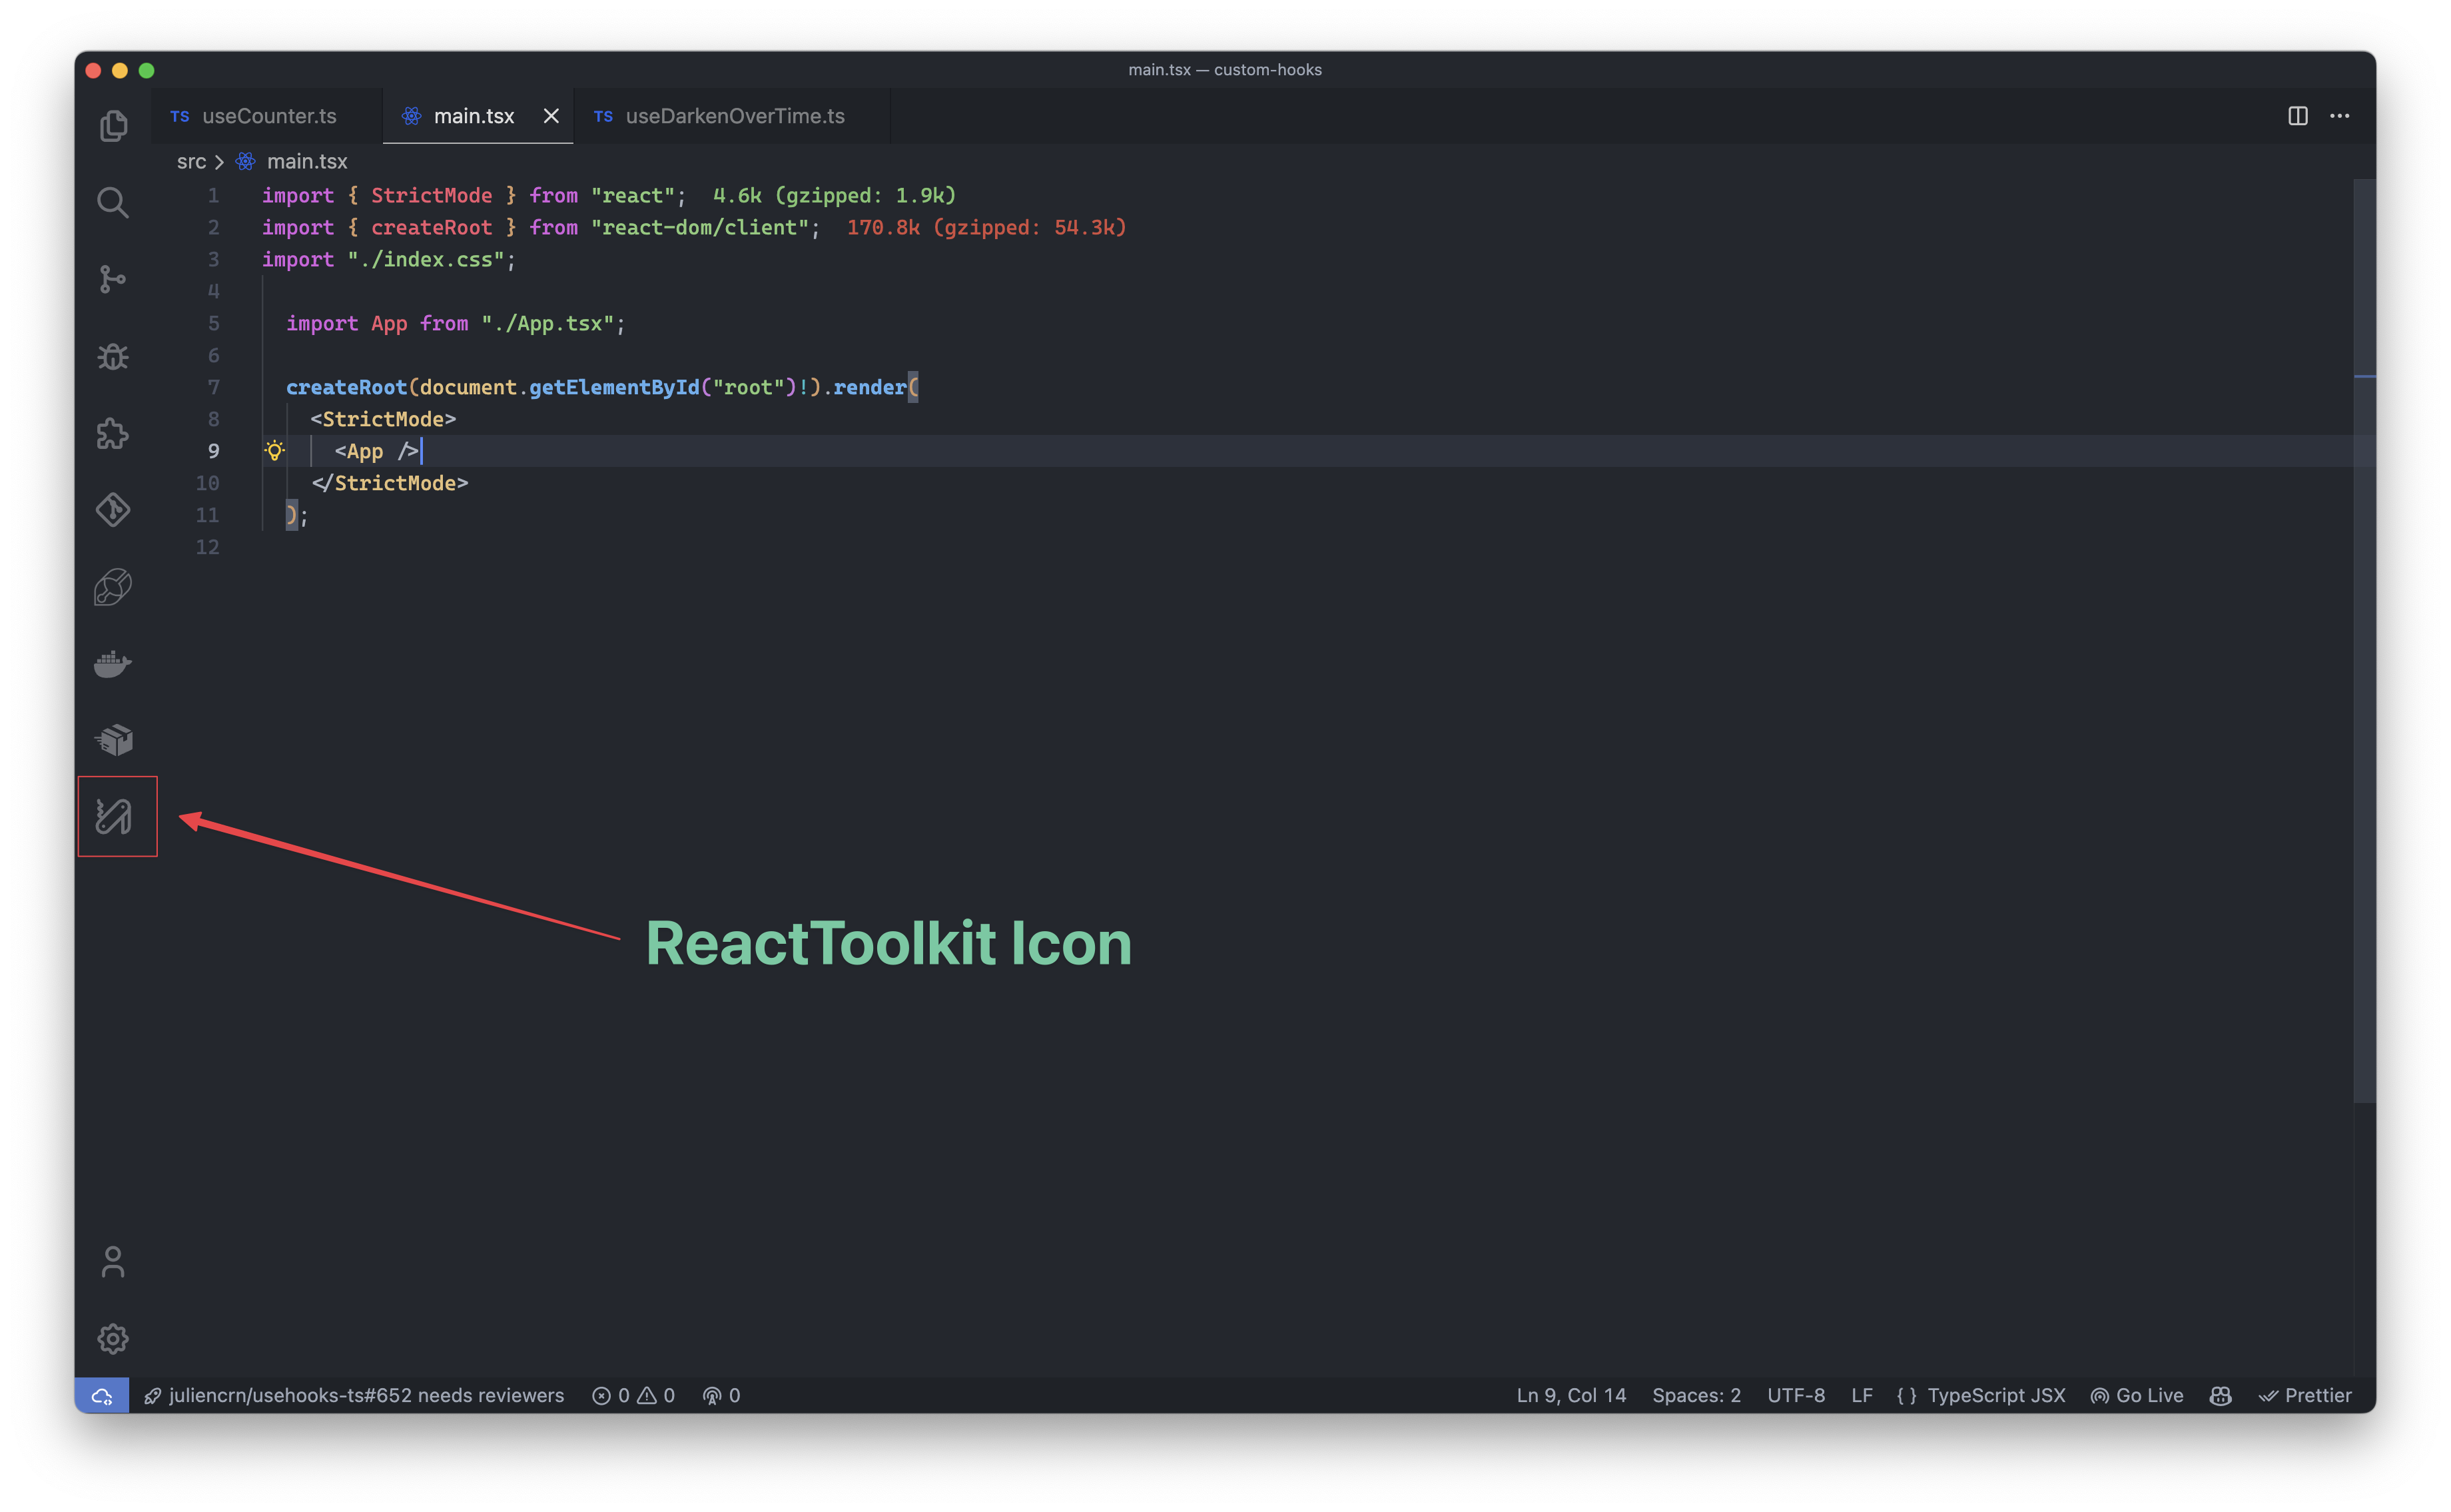 main.tsx — custom-hooks
TS useCounter.ts
main.tsx
TS useDarkenOverTime.ts
src > main.tsx
1 import { StrictMode } from "react"; 4.6k (gzipped: 1.9k)
2 import { createRoot } from "react-dom/client"; 170.8k (gzipped: 54.3k)
3 import "./index.css";
4
5 import App from "./App.tsx";
6
7 createRoot(document.getElementById("root")!).render(
8 <StrictMode>
9 <App />
10 </StrictMode>
11 );
12
ReactToolkit Icon
juliencrn/usehooks-ts#652 needs reviewers 0 0 0
Ln 9, Col 14 Spaces: 2 UTF-8 LF { } TypeScript JSX Go Live Prettier